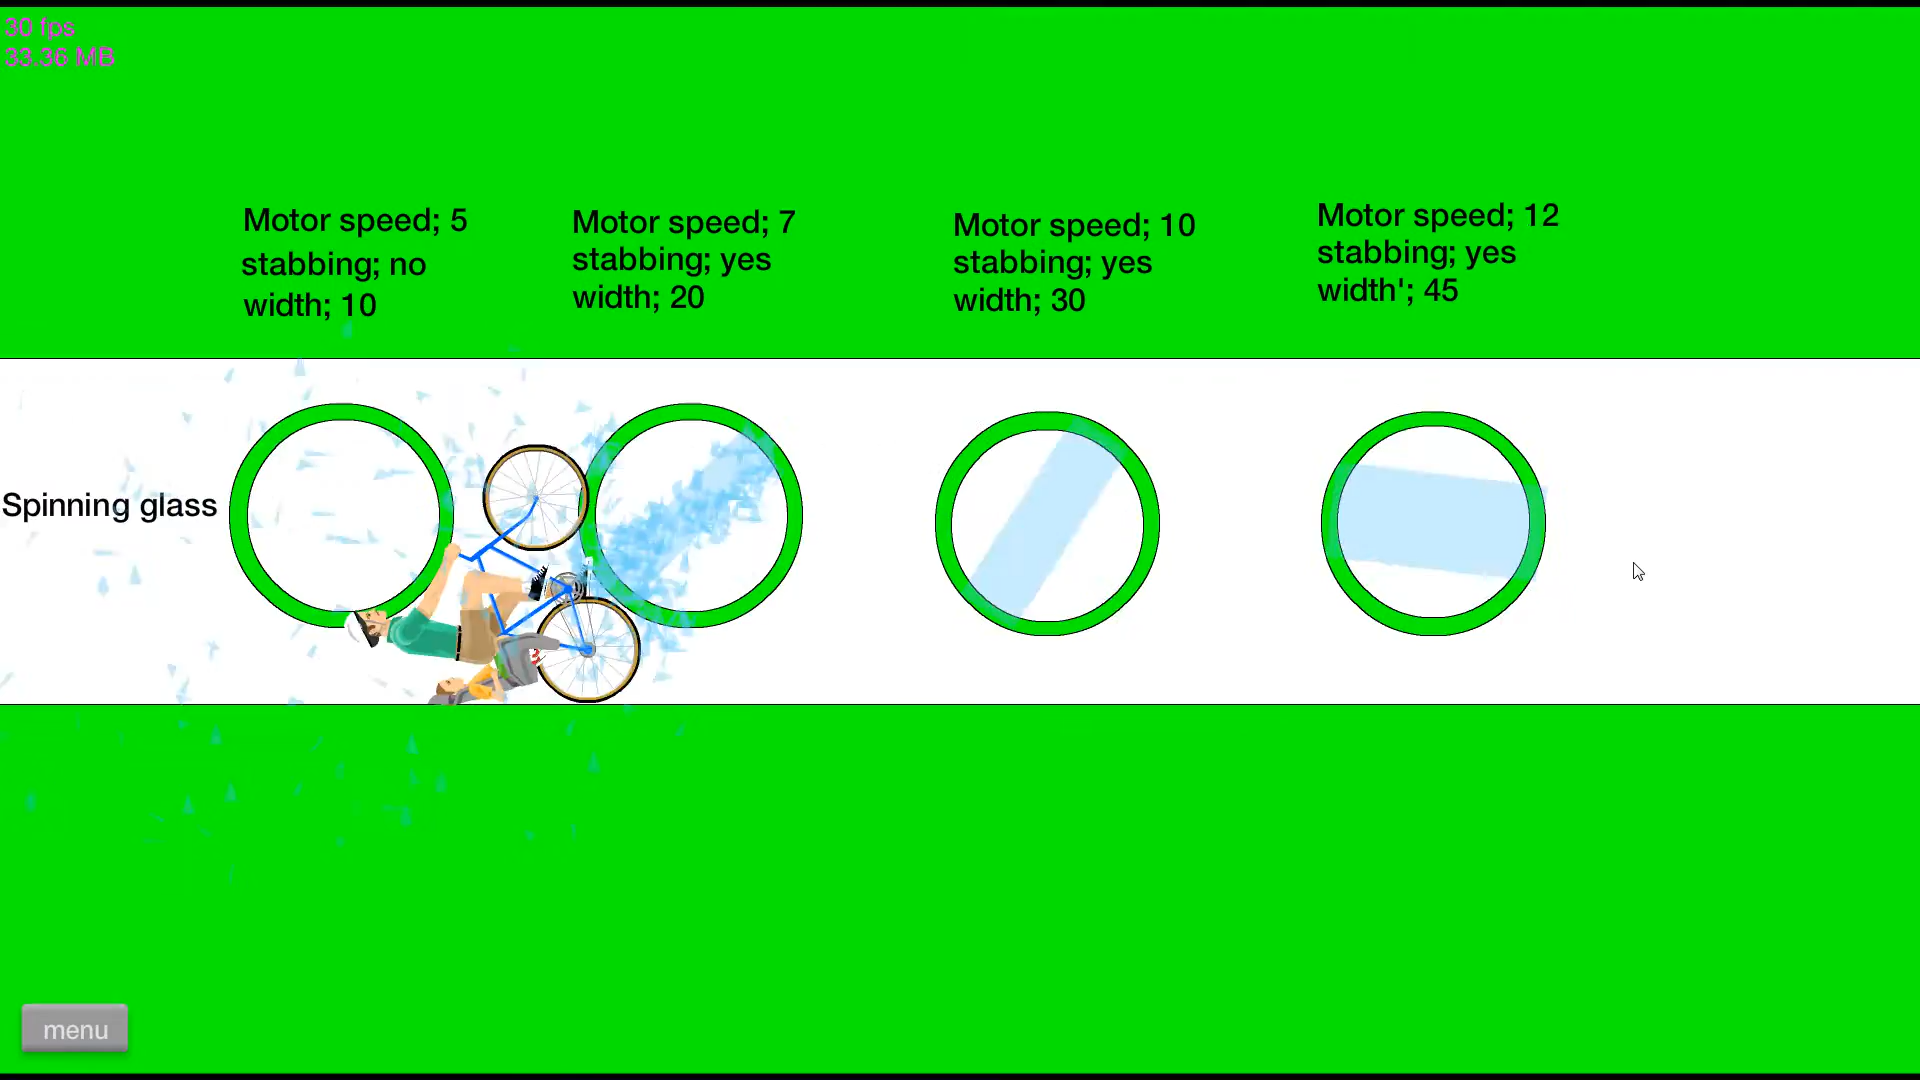 30 fps
33.36 MB
Motor speed; 5
stabbing; no
width; 10
Motor speed; 7
stabbing; yes
width; 20
Motor speed; 10
stabbing; yes
width; 30
Motor speed; 12
stabbing; yes
width'; 45
Spinning glass
menu